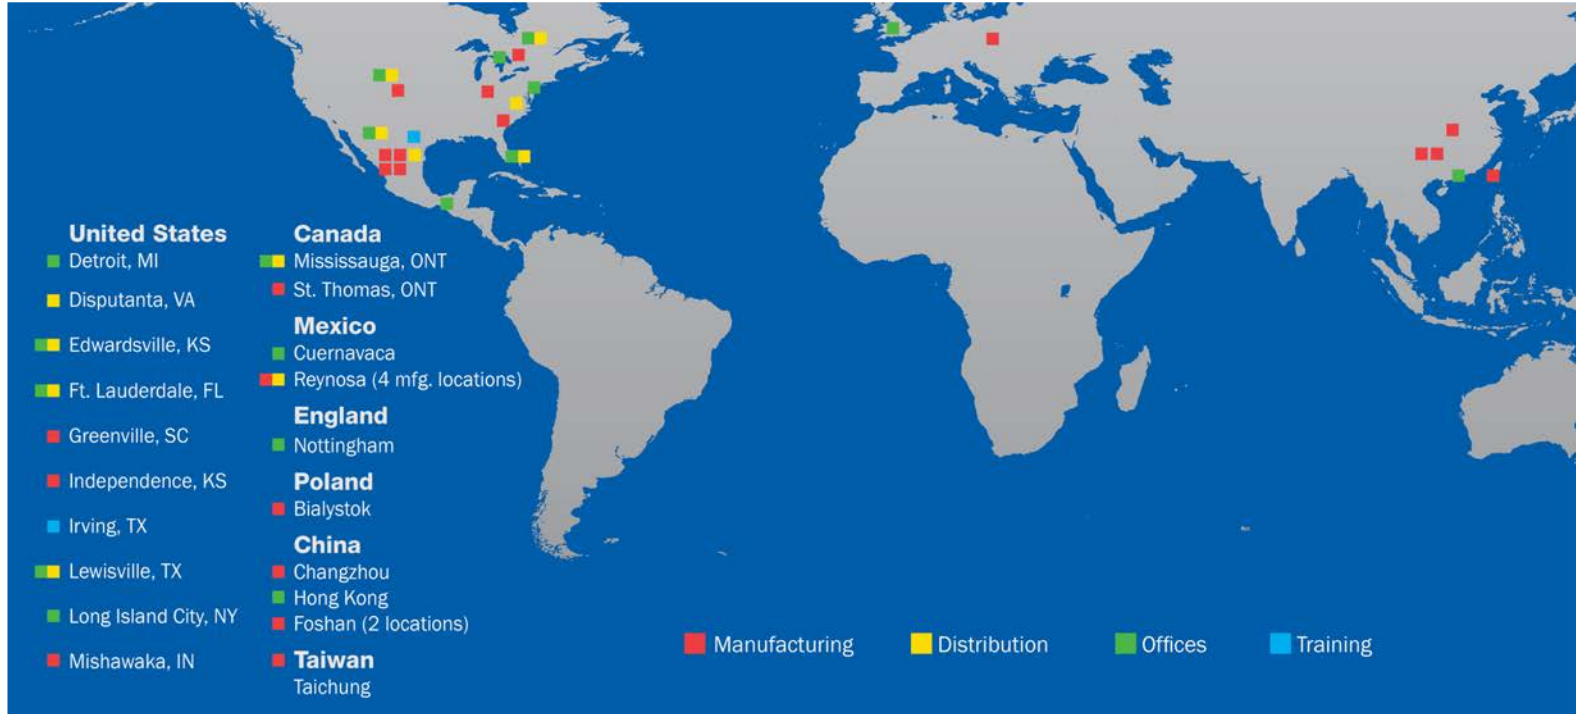 United States
Detroit, MI
Disputanta, VA
Edwardsville, KS
Ft. Lauderdale, FL
Greenville, SC
Independence, KS
Irving, TX
Lewisville, TX
Long Island City, NY
Mishawaka, IN
Canada
Mississauga, ONT
St. Thomas, ONT
Mexico
Cuernavaca
Reynosa (4 mfg. locations)
England
Nottingham
Poland
Bialystok
China
Changzhou
Hong Kong
Foshan (2 locations)
Taiwan
Taichung
Manufacturing
Distribution
Offices
Training